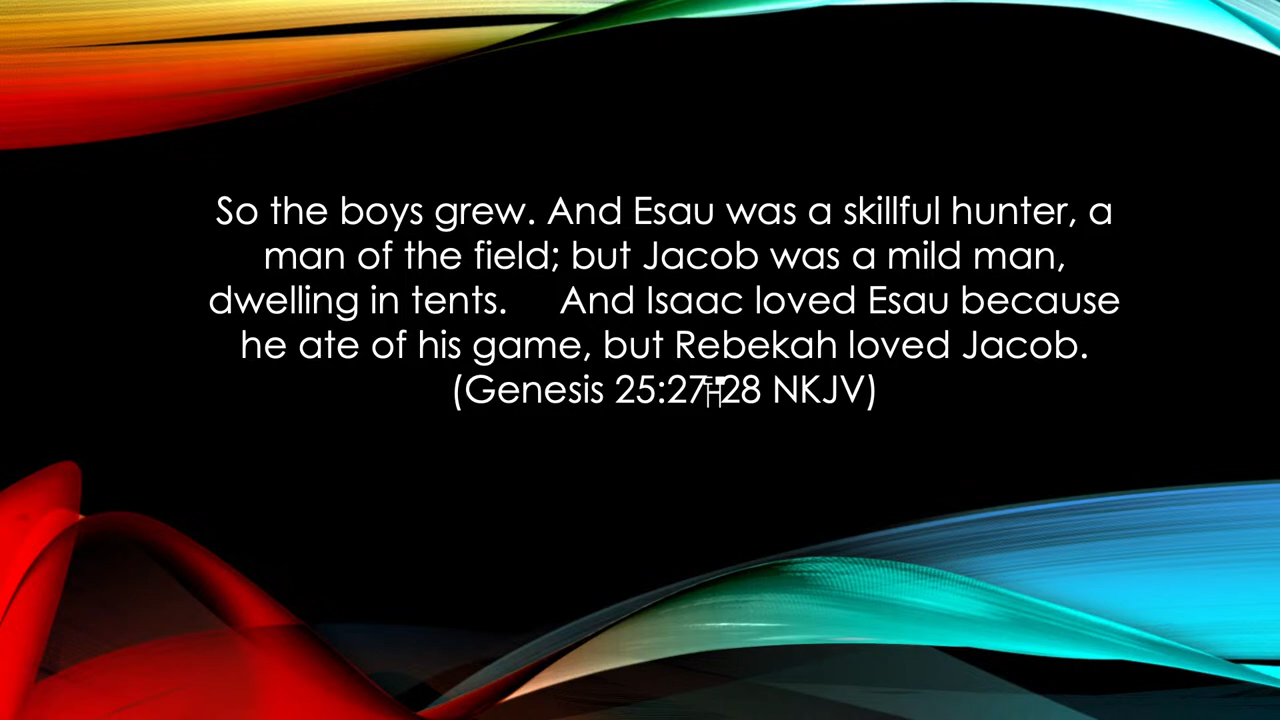 So the boys grew. And Esau was a skillful hunter, a
man of the field; but Jacob was a mild man,
dwelling in tents.     And Isaac loved Esau because
he ate of his game, but Rebekah loved Jacob.
(Genesis 25:27-28 NKJV)